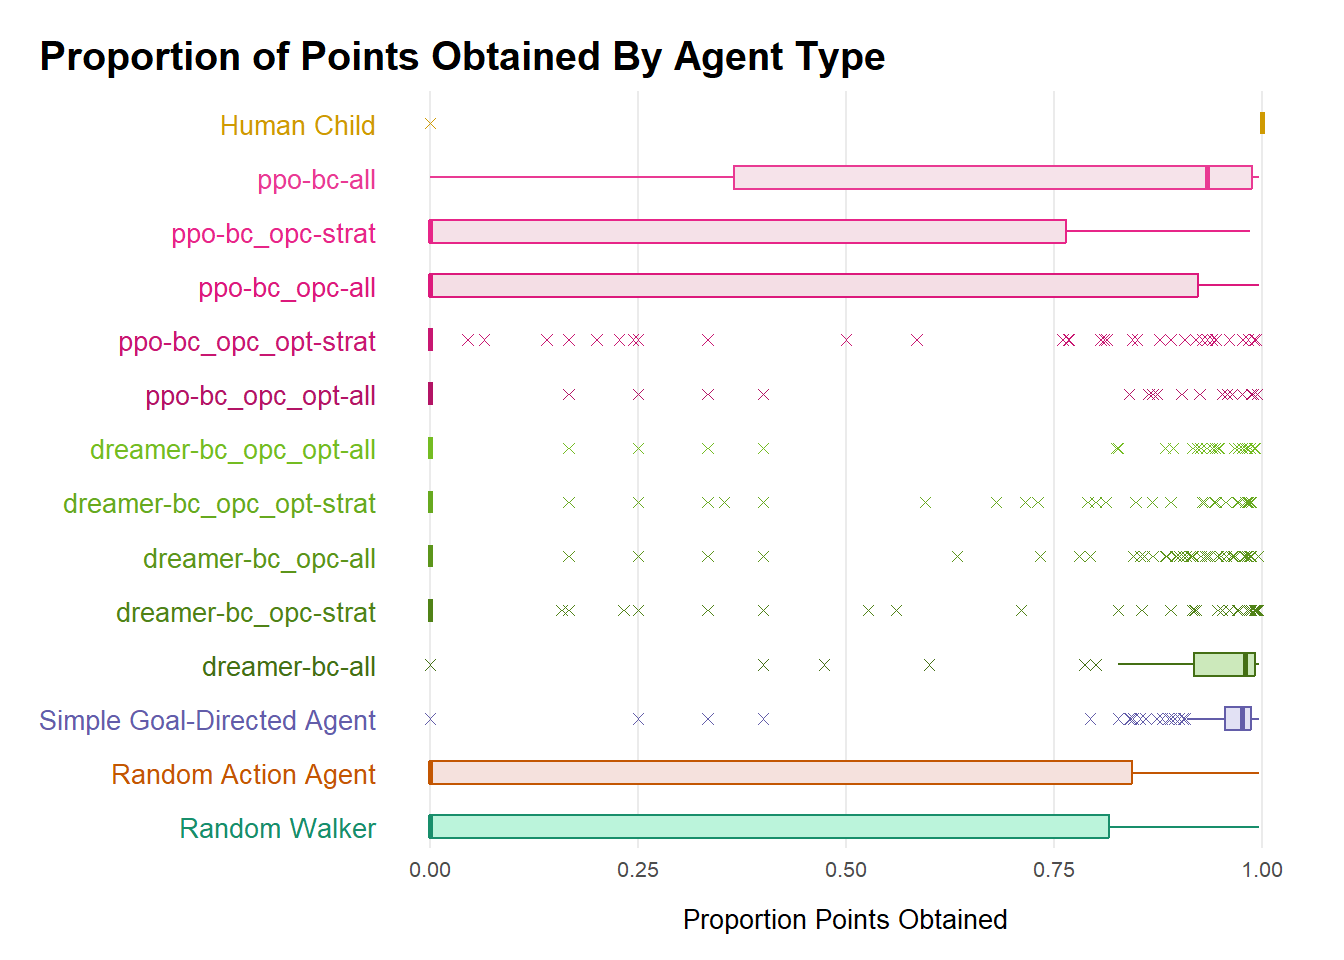 Proportion of Points Obtained By Agent Type
Human Child
ppo-bc-all
ppo-bc_opc-strat
ppo-bc_opc-all
ppo-bc_opc_opt-strat
ppo-bc_opc_opt-all
dreamer-bc_opc_opt-all
dreamer-bc_opc_opt-strat
dreamer-bc_opc-all
dreamer-bc_opc-strat
dreamer-bc-all
Simple Goal-Directed Agent
Random Action Agent
Random Walker
0.00 0.25 0.50 0.75 1.00
Proportion Points Obtained